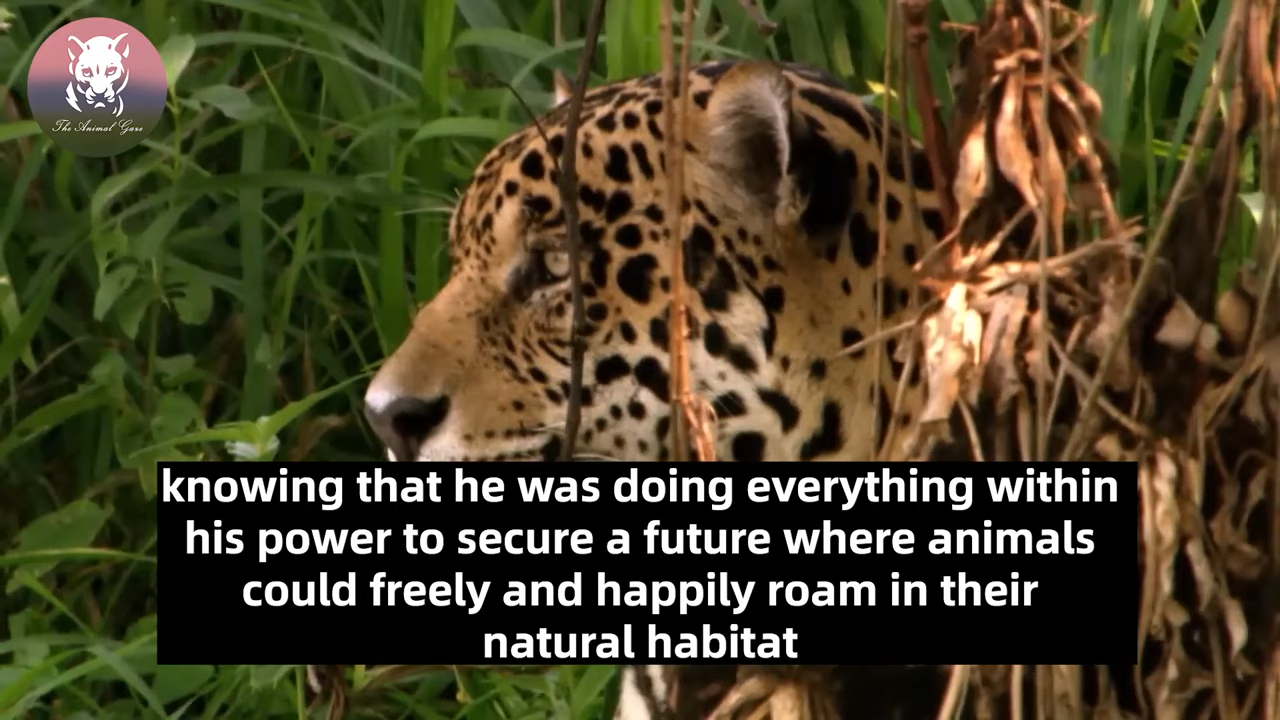 The Animal Gaze
knowing that he was doing everything within
his power to secure a future where animals
could freely and happily roam in their
natural habitat